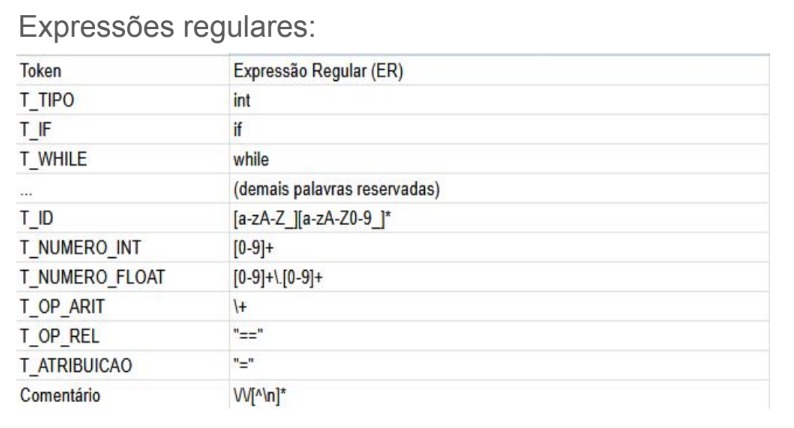 Expressões regulares:
Token Expressão Regular (ER)
T_TIPO int
T_IF if
T_WHILE while
... (demais palavras reservadas)
T_ID [a-zA-Z_][a-zA-Z0-9_]*
T_NUMERO_INT [0-9]+
T_NUMERO_FLOAT [0-9]+\.[0-9]+
T_OP_ARIT \+
T_OP_REL "=="
T_ATRIBUICAO "="
Comentário \/\/[^\n]*